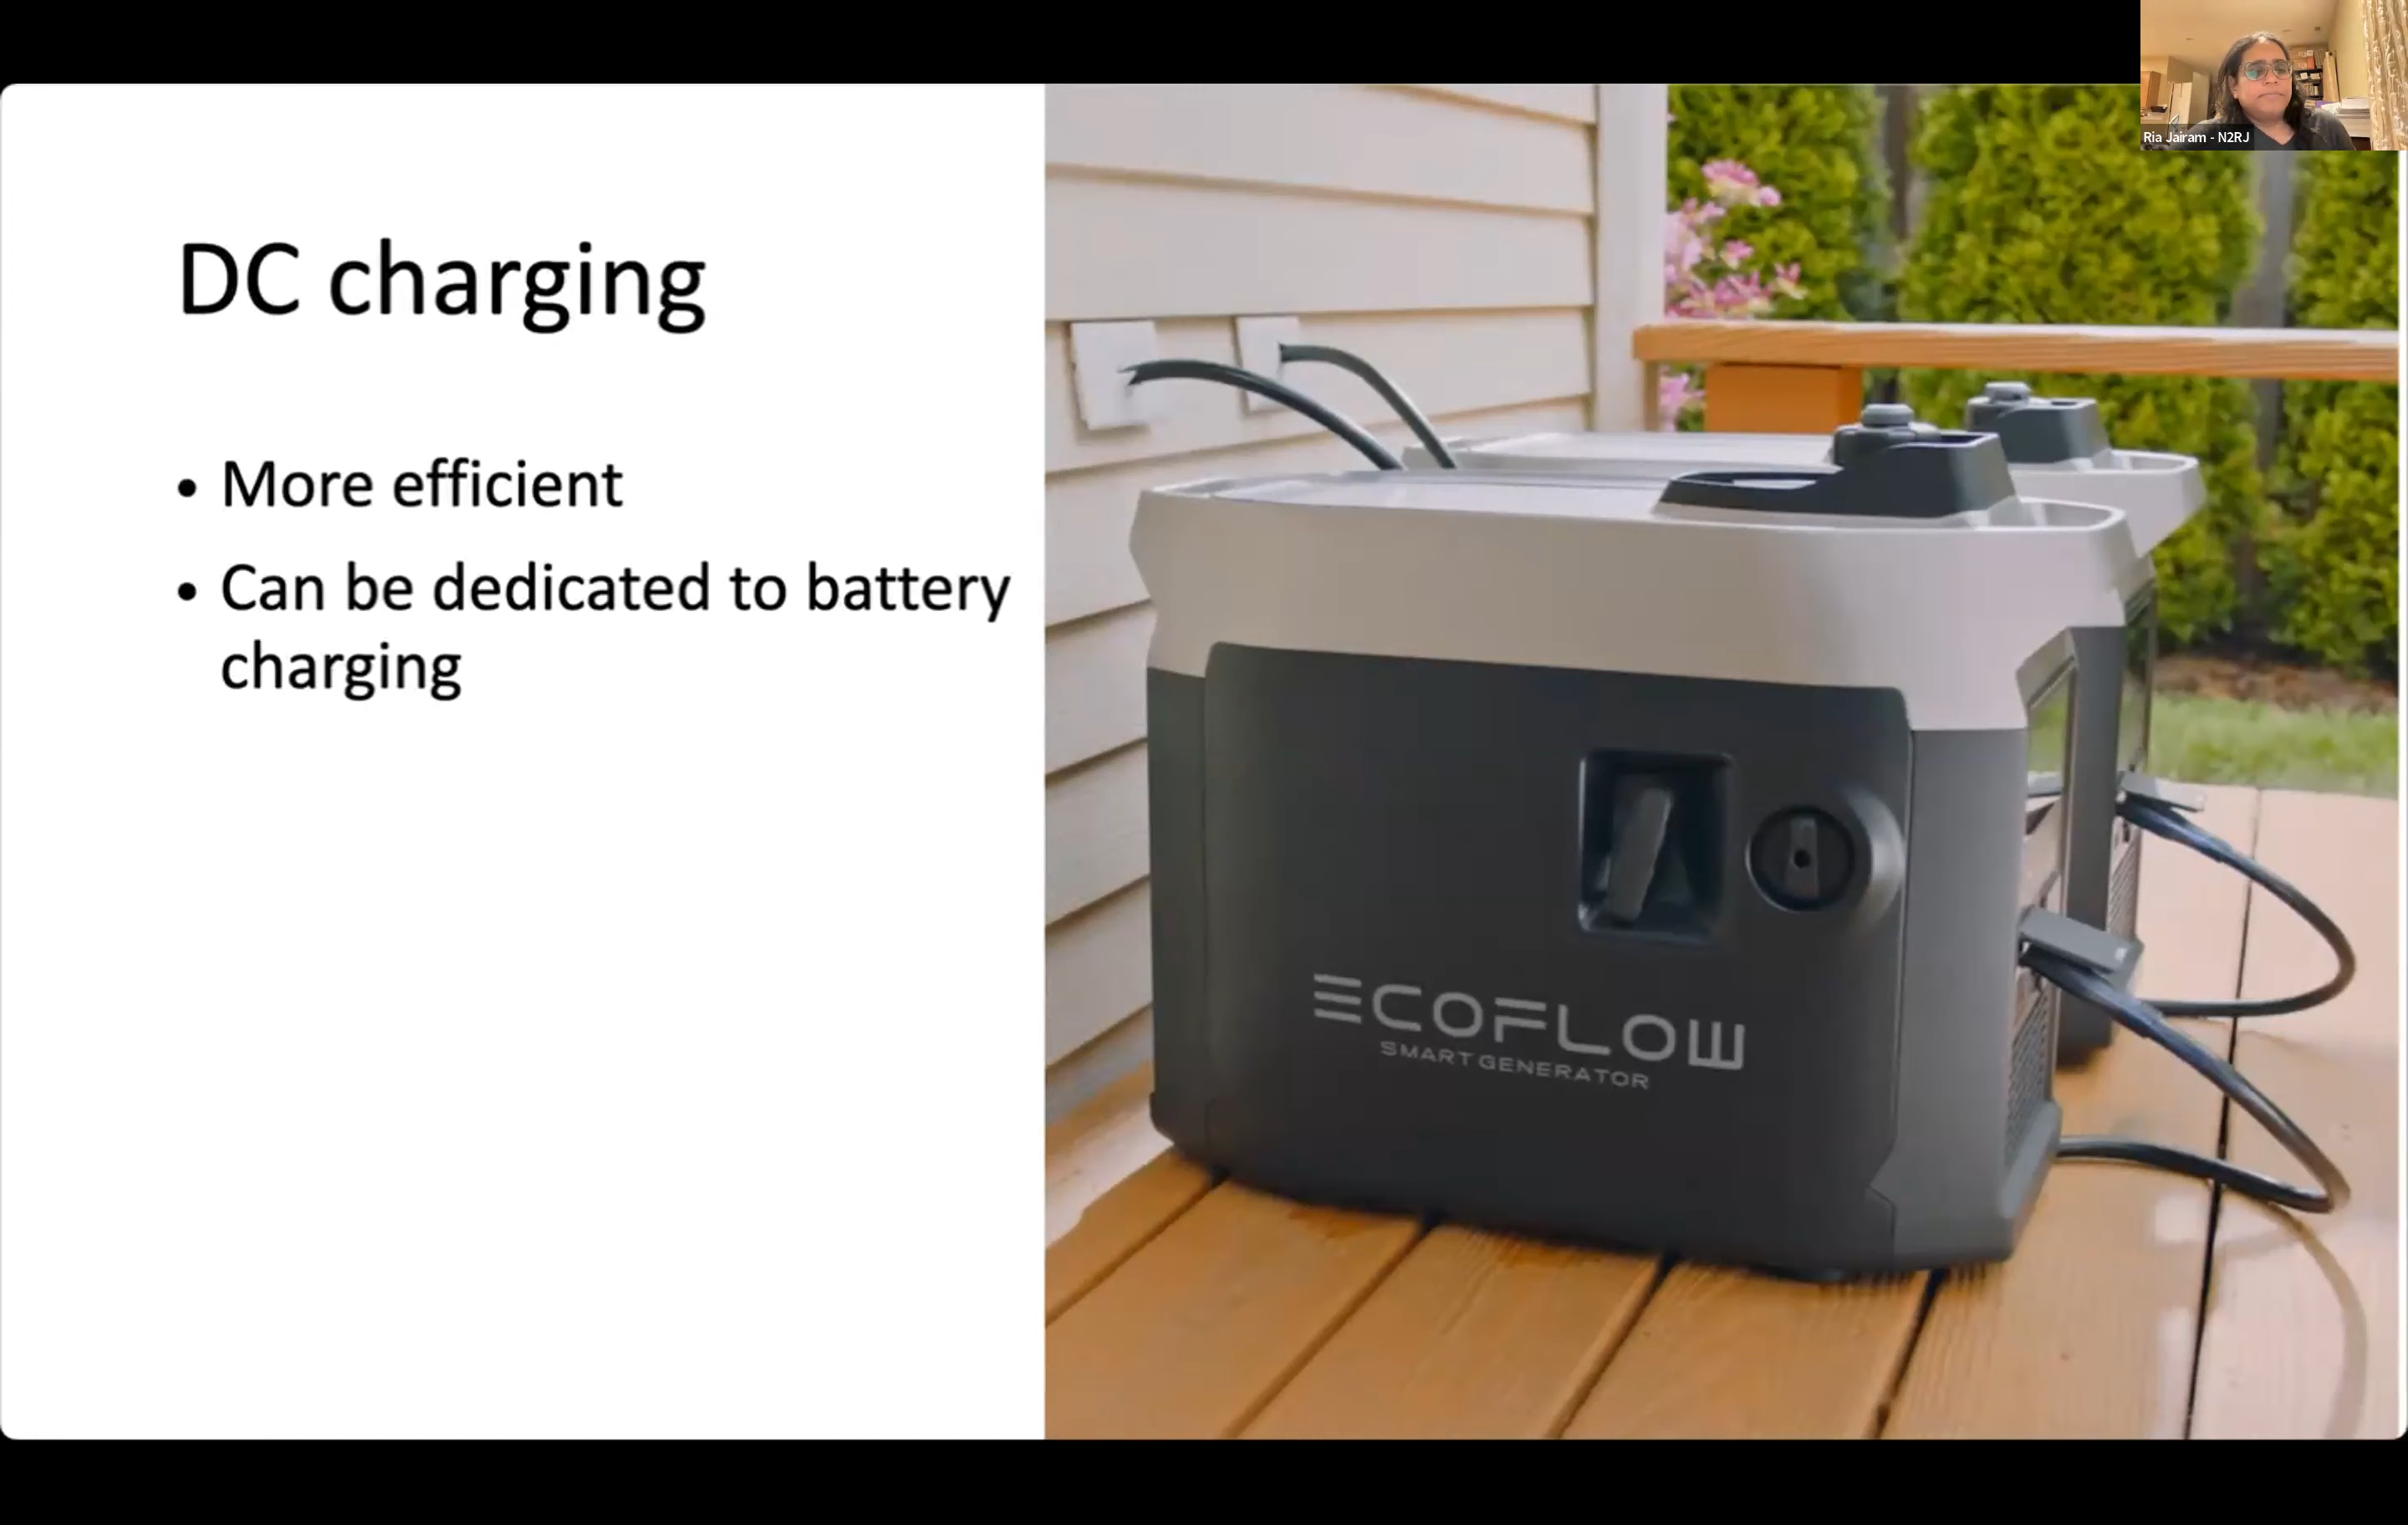 Ria Jairam - N2RJ
DC charging
• More efficient
• Can be dedicated to battery
charging
ECOFLOW
SMART GENERATOR